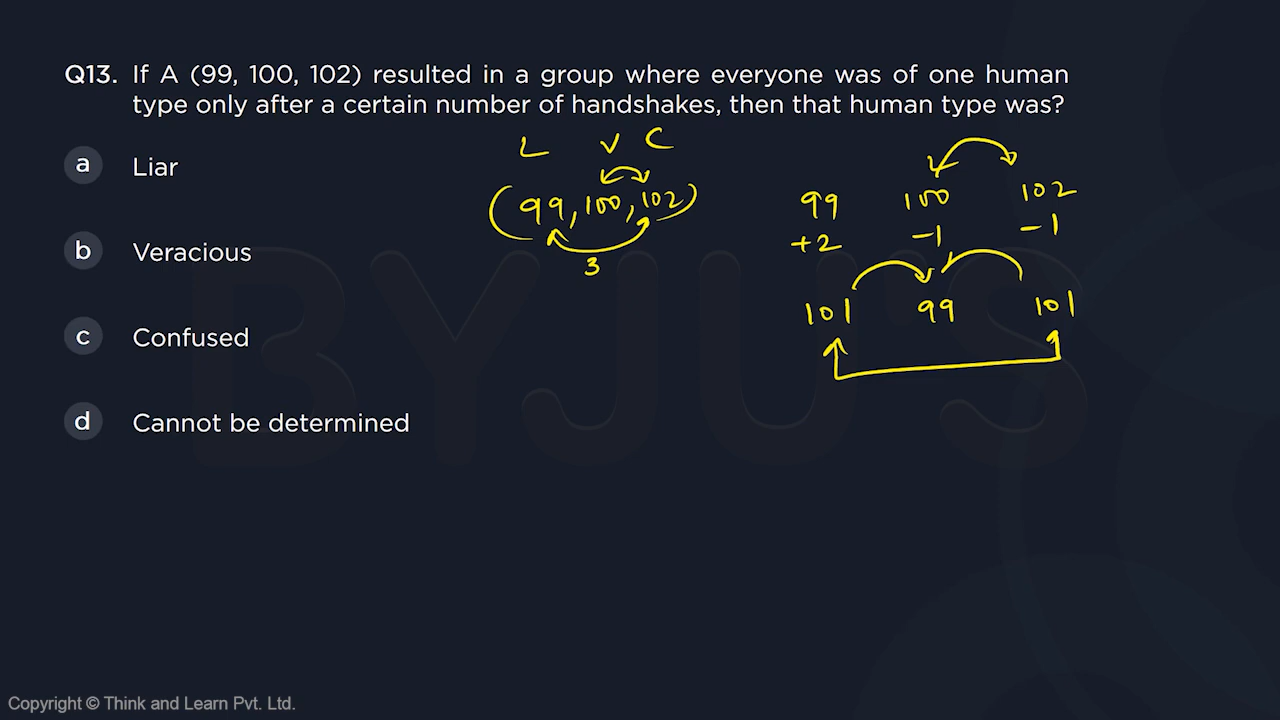 Q13. If A (99, 100, 102) resulted in a group where everyone was of one human
type only after a certain number of handshakes, then that human type was?
L V C
(99, 100, 102)
3
a Liar
b Veracious
c Confused
d Cannot be determined
99 100 102
+2 -1 -1
101 99 101
BYJU'S
Copyright © Think and Learn Pvt. Ltd.